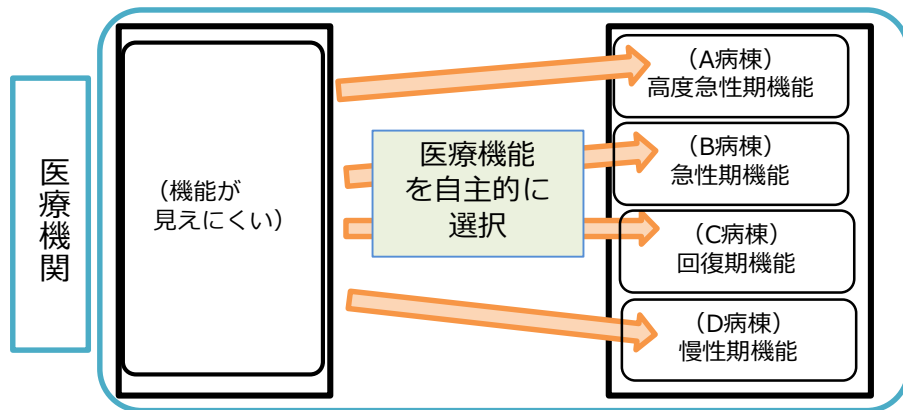 医療機関
（機能が
見えにくい）
医療機能
を自主的に
選択
（A病棟）
高度急性期機能
（B病棟）
急性期機能
（C病棟）
回復期機能
（D病棟）
慢性期機能